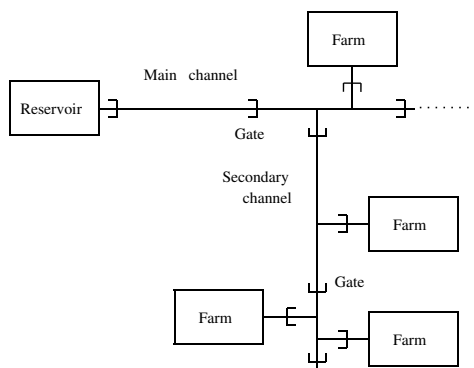 Farm
Main channel
Reservoir
Gate
Secondary
channel
Farm
Gate
Farm
Farm